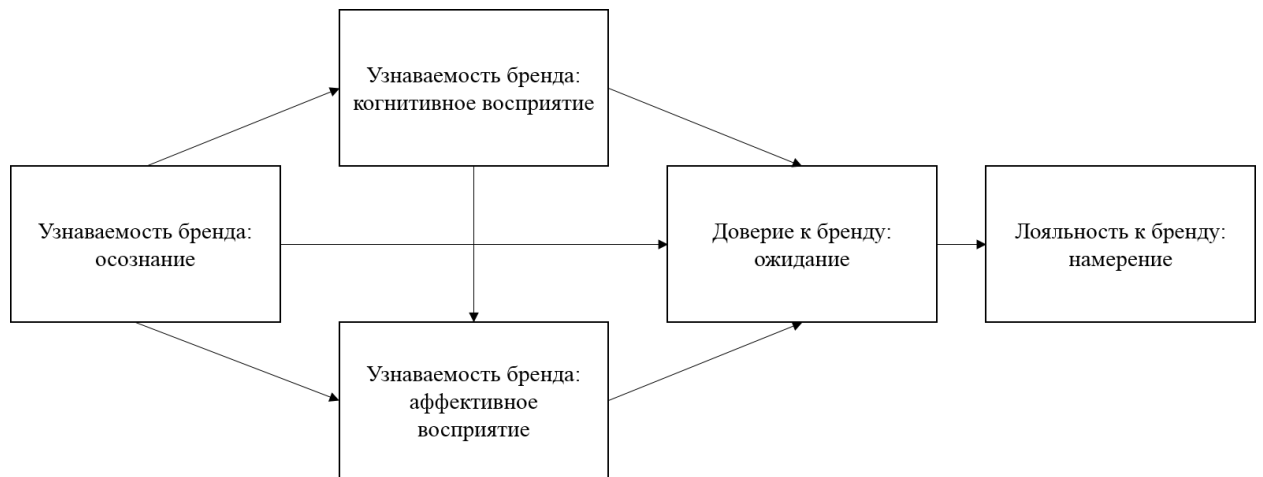 Узнаваемость бренда:
когнитивное восприятие
Узнаваемость бренда:
осознание
Доверие к бренду:
ожидание
Лояльность к бренду:
намерение
Узнаваемость бренда:
аффективное
восприятие